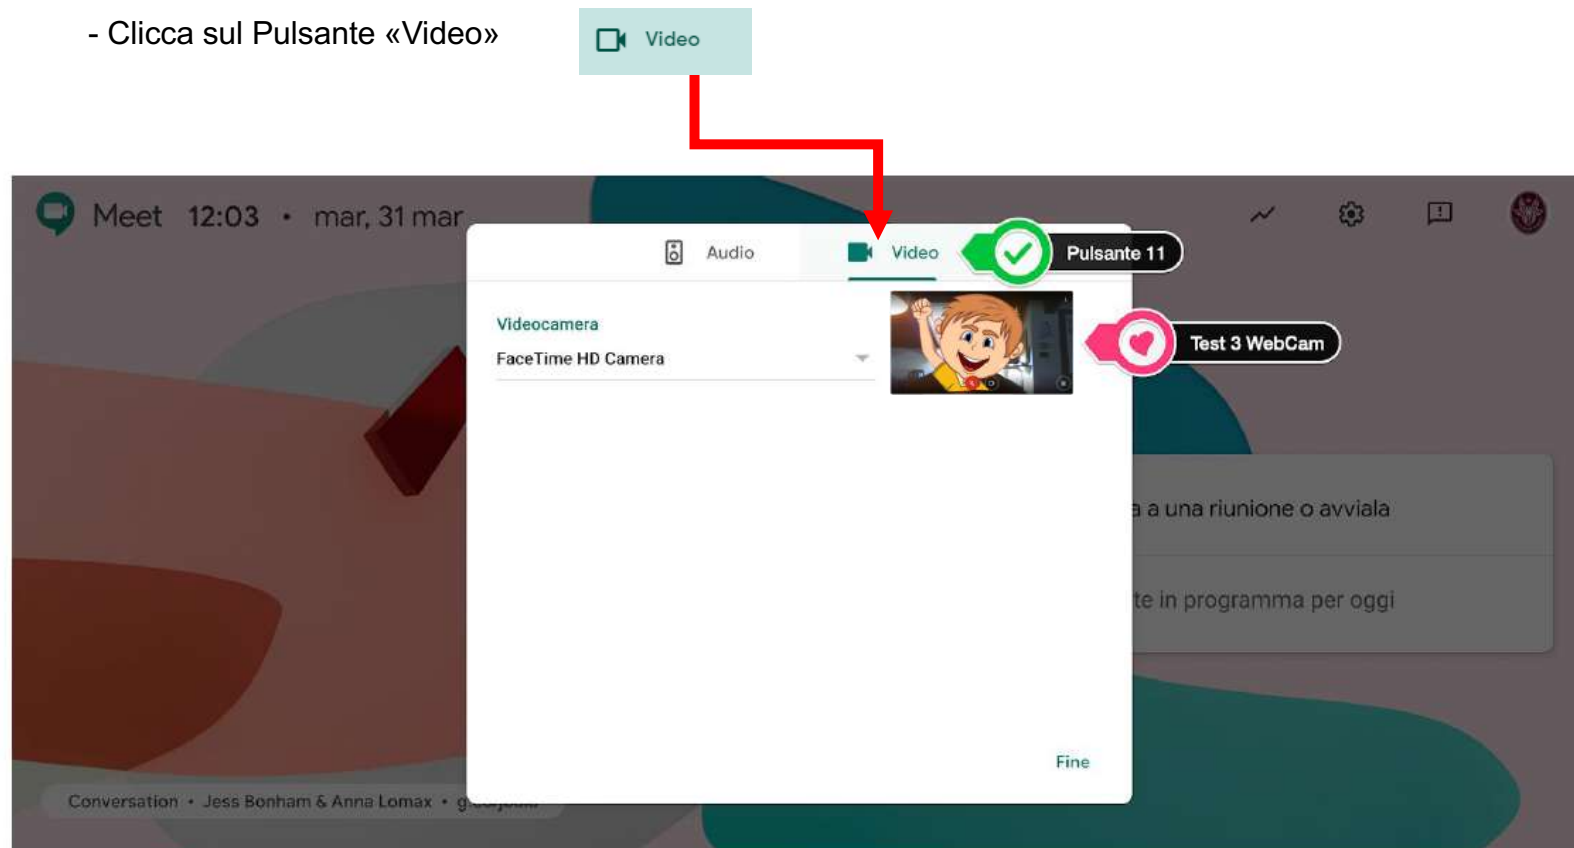 - Clicca sul Pulsante «Video»
Video
Meet 12:03 • mar, 31 mar
Audio
Video
Pulsante 11
Videocamera
FaceTime HD Camera
Test 3 WebCam
a una riunione o avviala
in programma per oggi
Fine
Conversation • Jess Bonham & Anna Lomax •